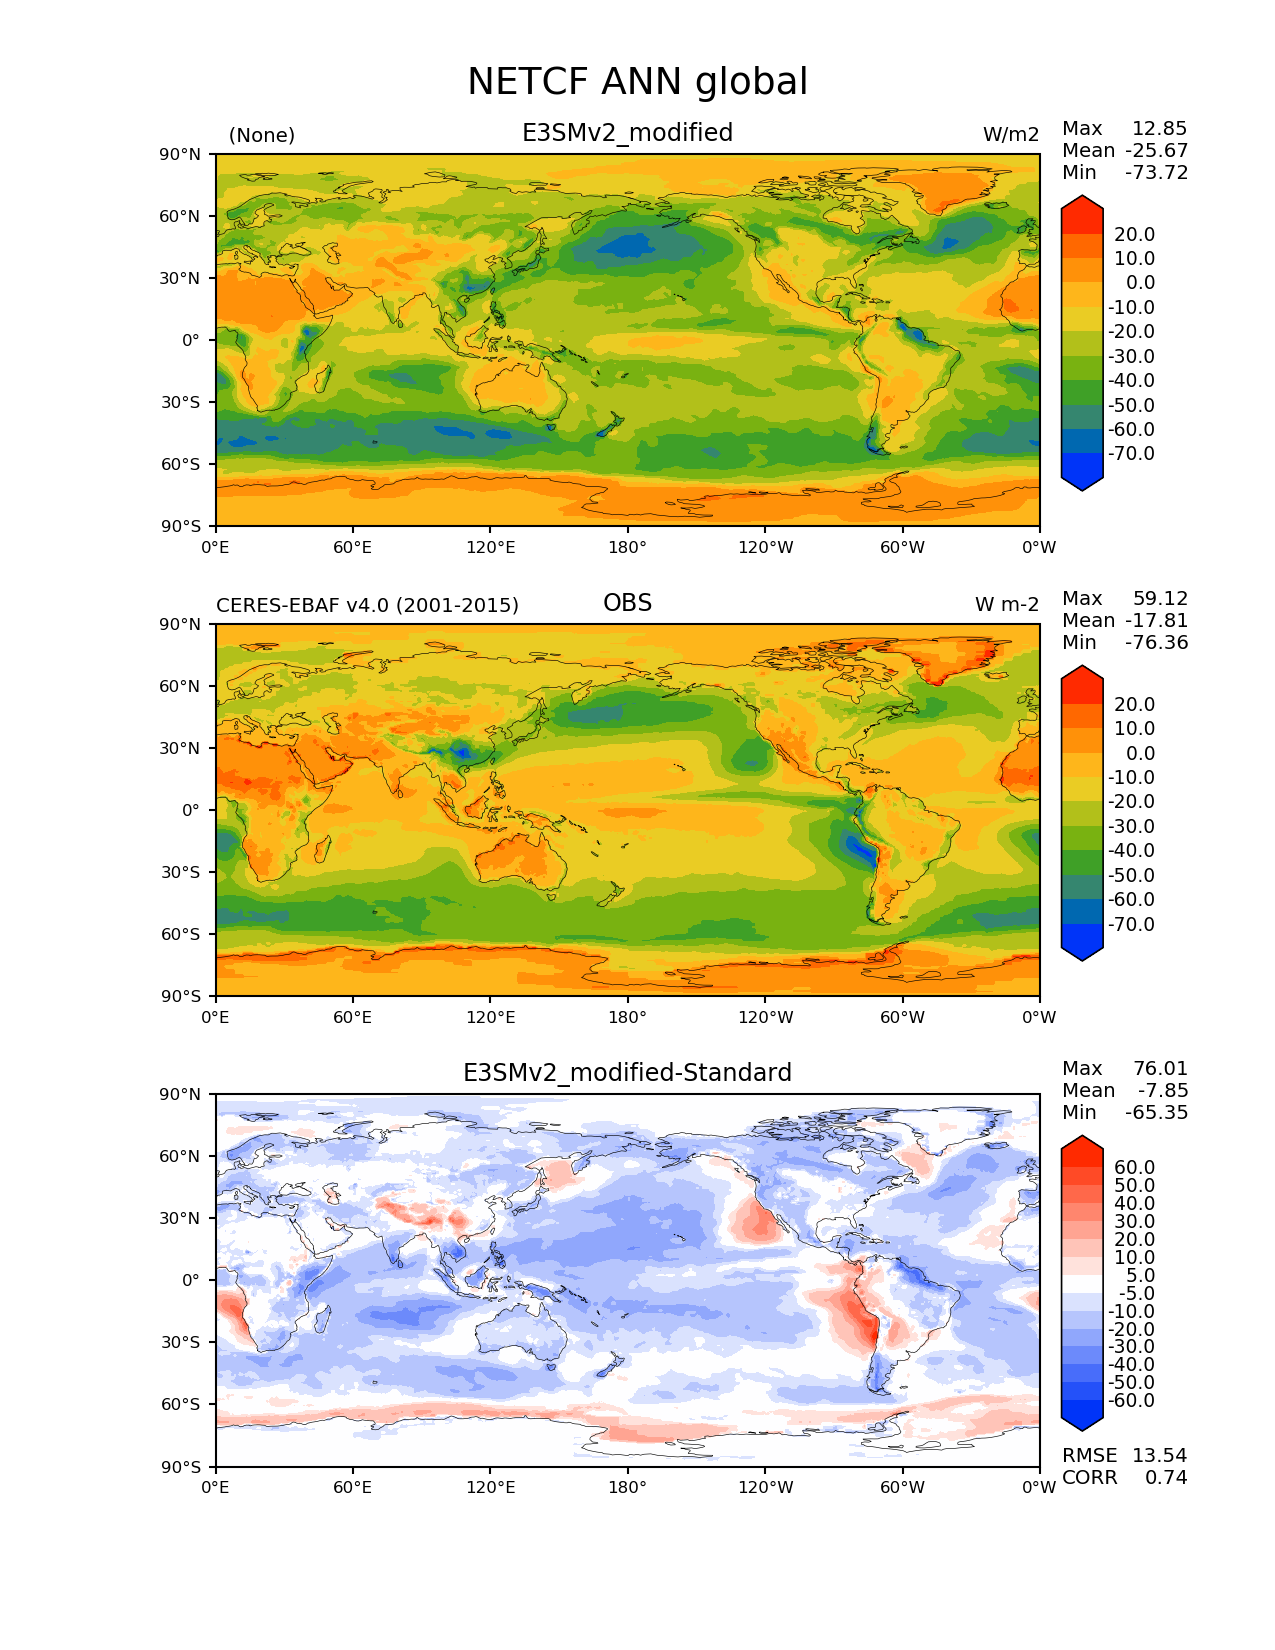 NETCF ANN global
(None) E3SMv2_modified W/m2
Max 12.85
Mean -25.67
Min -73.72
90°N
60°N
30°N
0°
30°S
60°S
90°S
0°E 60°E 120°E 180° 120°W 60°W 0°W
20.0
10.0
0.0
-10.0
-20.0
-30.0
-40.0
-50.0
-60.0
-70.0
CERES-EBAF v4.0 (2001-2015) OBS W m-2
Max 59.12
Mean -17.81
Min -76.36
90°N
60°N
30°N
0°
30°S
60°S
90°S
0°E 60°E 120°E 180° 120°W 60°W 0°W
20.0
10.0
0.0
-10.0
-20.0
-30.0
-40.0
-50.0
-60.0
-70.0
E3SMv2_modified-Standard
Max 76.01
Mean -7.85
Min -65.35
90°N
60°N
30°N
0°
30°S
60°S
90°S
0°E 60°E 120°E 180° 120°W 60°W 0°W
60.0
50.0
40.0
30.0
20.0
10.0
5.0
-5.0
-10.0
-20.0
-30.0
-40.0
-50.0
-60.0
RMSE 13.54
CORR 0.74